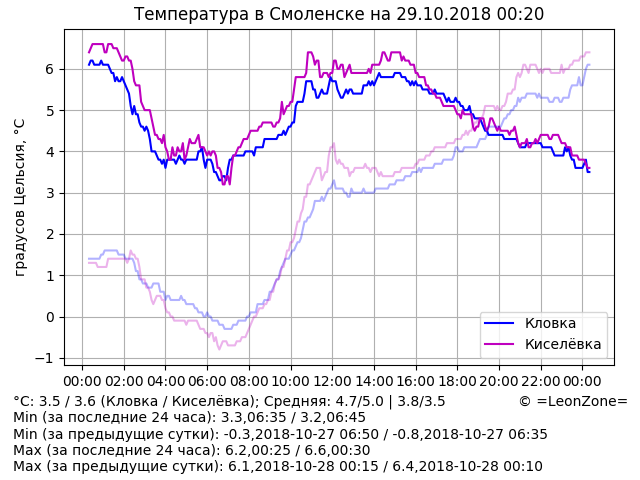 Температура в Смоленске на 29.10.2018 00:20
градусов Цельсия, °C
6
5
4
3
2
1
0
−1
Кловка
Киселёвка
00:00 02:00 04:00 06:00 08:00 10:00 12:00 14:00 16:00 18:00 20:00 22:00 00:00
°C: 3.5 / 3.6 (Кловка / Киселёвка); Средняя: 4.7/5.0 | 3.8/3.5 © =LeonZone=
Min (за последние 24 часа): 3.3,06:35 / 3.2,06:45
Min (за предыдущие сутки): -0.3,2018-10-27 06:50 / -0.8,2018-10-27 06:35
Max (за последние 24 часа): 6.2,00:25 / 6.6,00:30
Max (за предыдущие сутки): 6.1,2018-10-28 00:15 / 6.4,2018-10-28 00:10